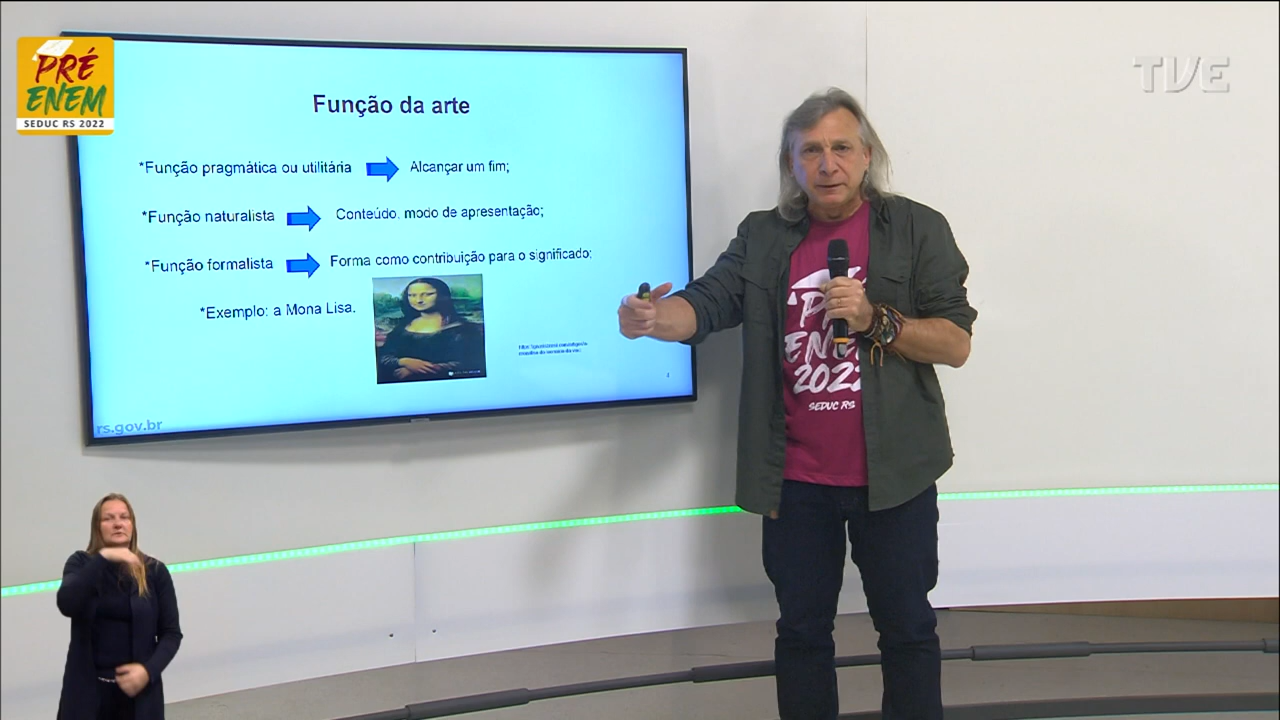 PRÉ
ENEM
SEDUC RS 2022
TVE
Função da arte
*Função pragmática ou utilitária Alcançar um fim;
*Função naturalista Conteúdo, modo de apresentação;
*Função formalista Forma como contribuição para o significado;
*Exemplo: a Mona Lisa.
2
rs.gov.br
PRÉ
ENEM
2022
SEDUC RS